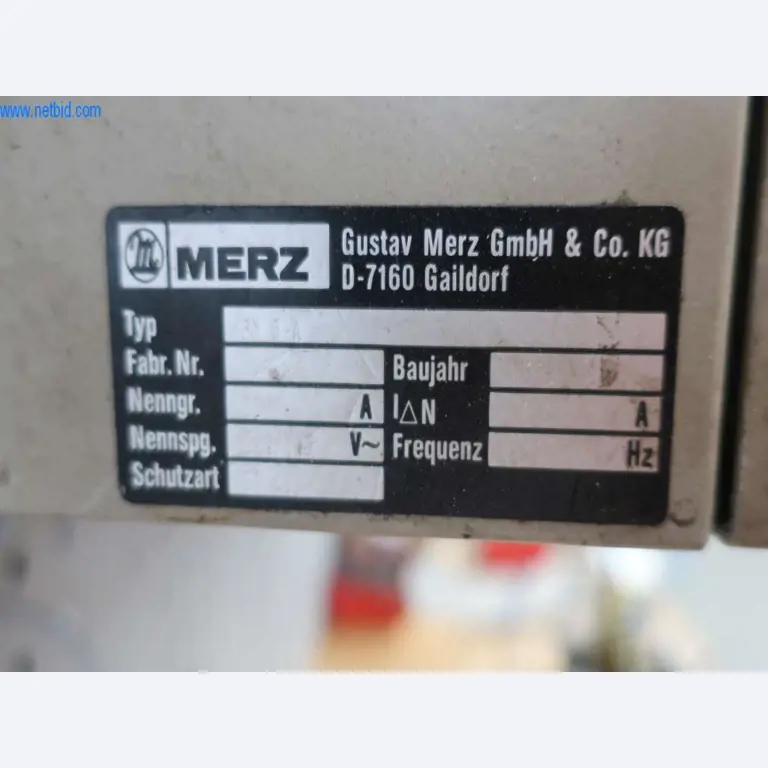 www.netbid.com
m MERZ
Gustav Merz GmbH & Co. KG
D-7160 Gaildorf
Typ
Fabr. Nr. Baujahr
Nenngr. A I△N A
Nennspg. V~ Frequenz Hz
Schutzart